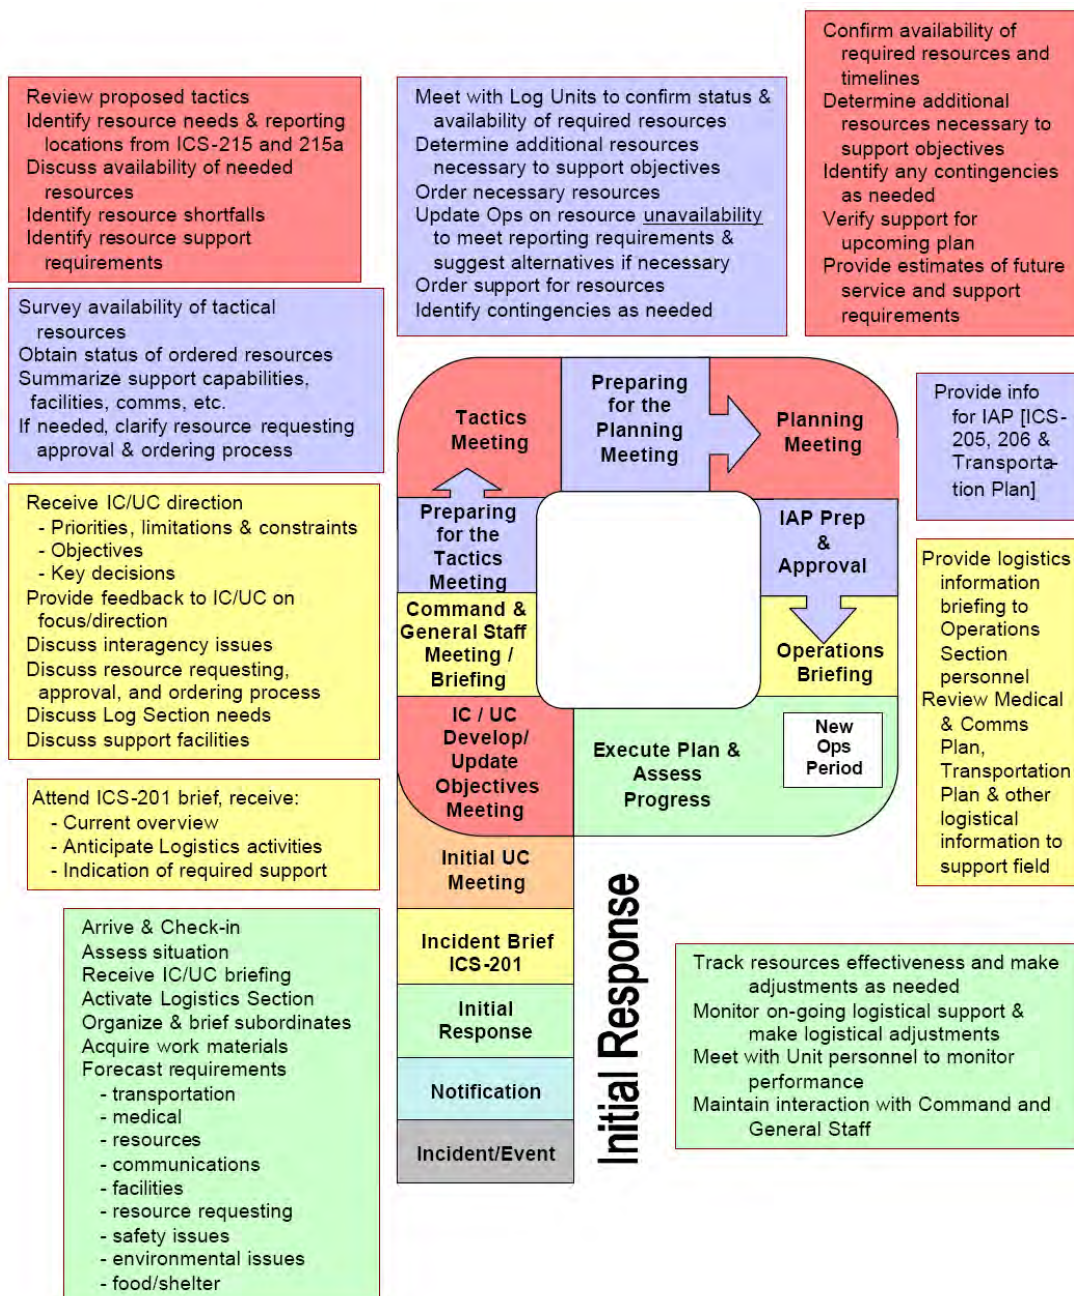 Confirm availability of
required resources and
timelines
Determine additional
resources necessary to
support objectives
Identify any contingencies
as needed
Verify support for
upcoming plan
Provide estimates of future
service and support
requirements
Review proposed tactics
Identify resource needs & reporting
locations from ICS-215 and 215a
Discuss availability of needed
resources
Identify resource shortfalls
Identify resource support
requirements
Meet with Log Units to confirm status &
availability of required resources
Determine additional resources
necessary to support objectives
Order necessary resources
Update Ops on resource unavailability
to meet reporting requirements &
suggest alternatives if necessary
Order support for resources
Identify contingencies as needed
Survey availability of tactical
resources
Obtain status of ordered resources
Summarize support capabilities,
facilities, comms, etc.
If needed, clarify resource requesting
approval & ordering process
Tactics
Meeting
Preparing
for the
Planning
Meeting
Planning
Meeting
Provide info
for IAP [ICS-
205, 206 &
Transporta-
tion Plan]
Receive IC/UC direction
- Priorities, limitations & constraints
- Objectives
- Key decisions
Provide feedback to IC/UC on
focus/direction
Discuss interagency issues
Discuss resource requesting,
approval, and ordering process
Discuss Log Section needs
Discuss support facilities
Preparing
for the
Tactics
Meeting
IAP Prep
&
Approval
Command &
General Staff
Meeting /
Briefing
Operations
Briefing
Provide logistics
information
briefing to
Operations
Section
personnel
Review Medical
& Comms
Plan,
Transportation
Plan & other
logistical
information to
support field
IC / UC
Develop/
Update
Objectives
Meeting
Execute Plan &
Assess
Progress
New
Ops
Period
Attend ICS-201 brief, receive:
- Current overview
- Anticipate Logistics activities
- Indication of required support
Initial UC
Meeting
Incident Brief
ICS-201
Initial
Response
Notification
Incident/Event
Initial Response
Arrive & Check-in
Assess situation
Receive IC/UC briefing
Activate Logistics Section
Organize & brief subordinates
Acquire work materials
Forecast requirements
- transportation
- medical
- resources
- communications
- facilities
- resource requesting
- safety issues
- environmental issues
- food/shelter
Track resources effectiveness and make
adjustments as needed
Monitor on-going logistical support &
make logistical adjustments
Meet with Unit personnel to monitor
performance
Maintain interaction with Command and
General Staff